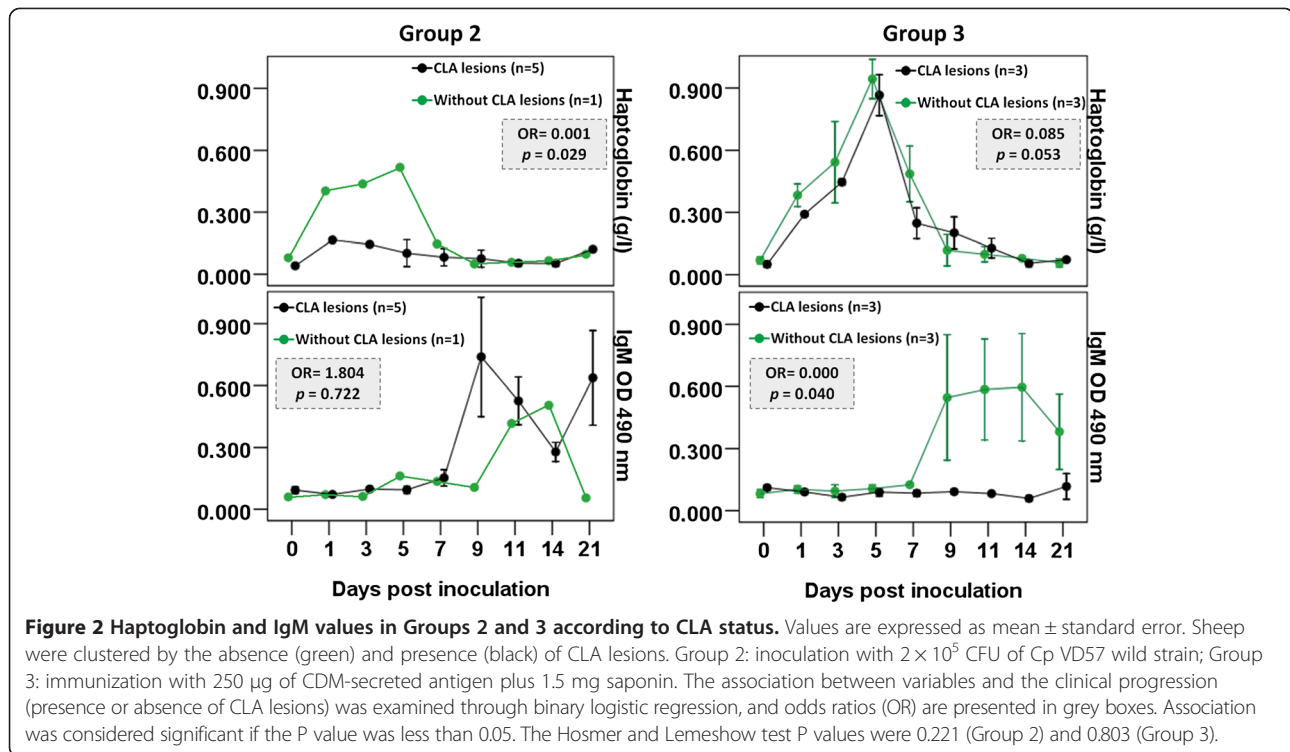 Group 2
Group 3
CLA lesions (n=5)
Without CLA lesions (n=1)
OR= 0.001
p = 0.029
0.900
0.600
0.300
0.000
Haptoglobin (g/l)
CLA lesions (n=3)
Without CLA lesions (n=3)
OR= 0.085
p = 0.053
0.900
0.600
0.300
0.000
Haptoglobin (g/l)
CLA lesions (n=5)
Without CLA lesions (n=1)
OR= 1.804
p = 0.722
0.900
0.600
0.300
0.000
IgM OD 490 nm
0 1 3 5 7 9 11 14 21
Days post inoculation
CLA lesions (n=3)
Without CLA lesions (n=3)
OR= 0.000
p = 0.040
0.900
0.600
0.300
0.000
IgM OD 490 nm
0 1 3 5 7 9 11 14 21
Days post inoculation
Figure 2 Haptoglobin and IgM values in Groups 2 and 3 according to CLA status. Values are expressed as mean ± standard error. Sheep
were clustered by the absence (green) and presence (black) of CLA lesions. Group 2: inoculation with 2 × 10⁵ CFU of Cp VD57 wild strain; Group
3: immunization with 250 μg of CDM-secreted antigen plus 1.5 mg saponin. The association between variables and the clinical progression
(presence or absence of CLA lesions) was examined through binary logistic regression, and odds ratios (OR) are presented in grey boxes. Association
was considered significant if the P value was less than 0.05. The Hosmer and Lemeshow test P values were 0.221 (Group 2) and 0.803 (Group 3).